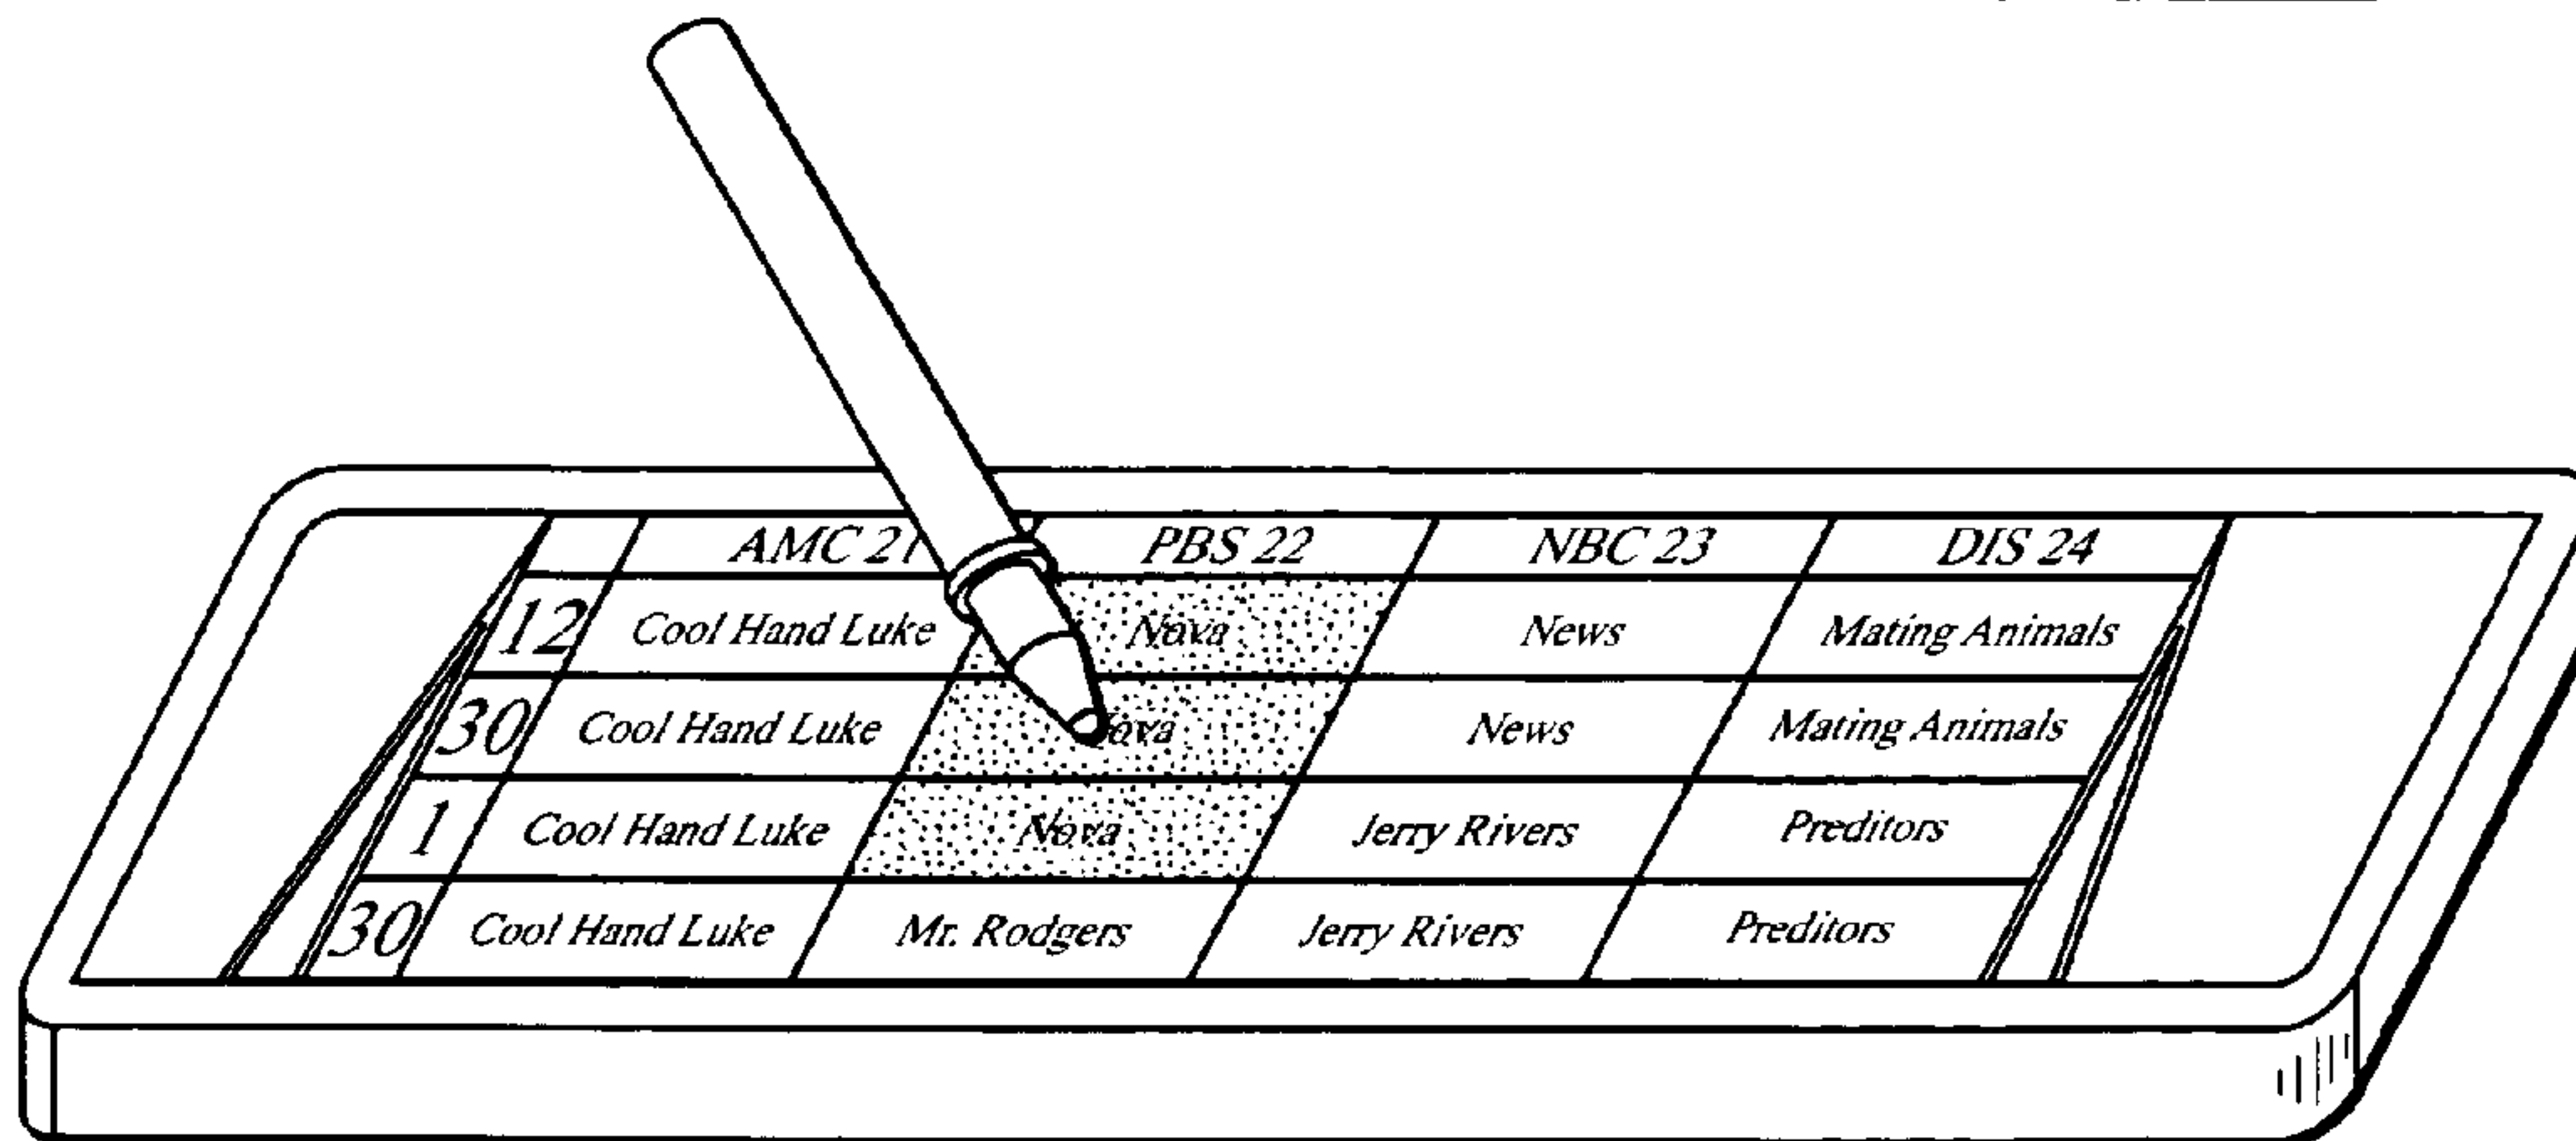 AMC 21 PBS 22 NBC 23 DIS 24
12 Cool Hand Luke Nova News Mating Animals
30 Cool Hand Luke Nova News Mating Animals
1 Cool Hand Luke Nova Jerry Rivers Preditors
30 Cool Hand Luke Mr. Rodgers Jerry Rivers Preditors